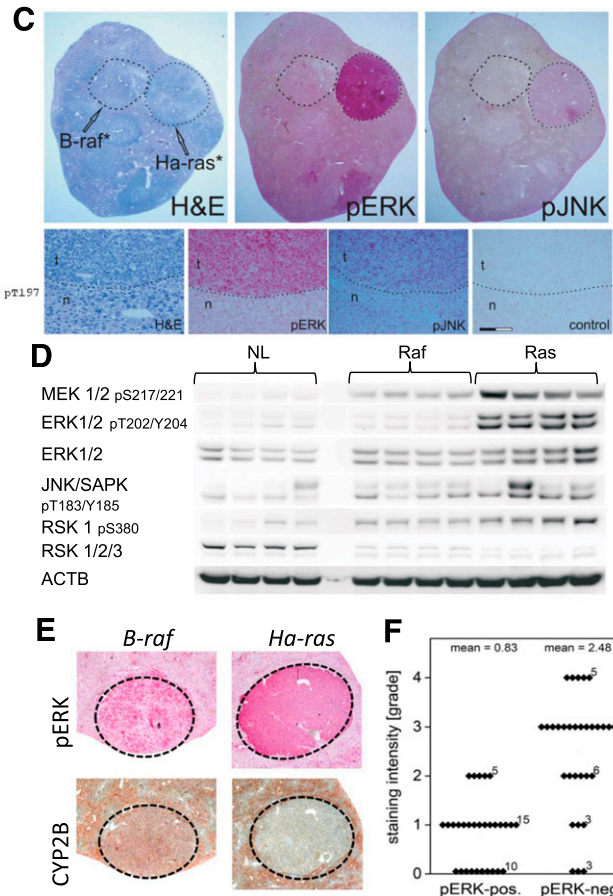 C
B-raf*
Ha-ras*
H&E
pERK
pJNK
pT197
t
n
H&E
t
n
pERK
t
n
pJNK
t
n
control
D
NL
Raf
Ras
MEK 1/2 pS217/221
ERK1/2 pT202/Y204
ERK1/2
JNK/SAPK
pT183/Y185
RSK 1 pS380
RSK 1/2/3
ACTB
E
B-raf
Ha-ras
pERK
CYP2B
F
mean = 0.83
mean = 2.48
staining intensity [grade]
4
3
2
1
0
5
5
6
15
3
10
3
pERK-pos.
pERK-neg